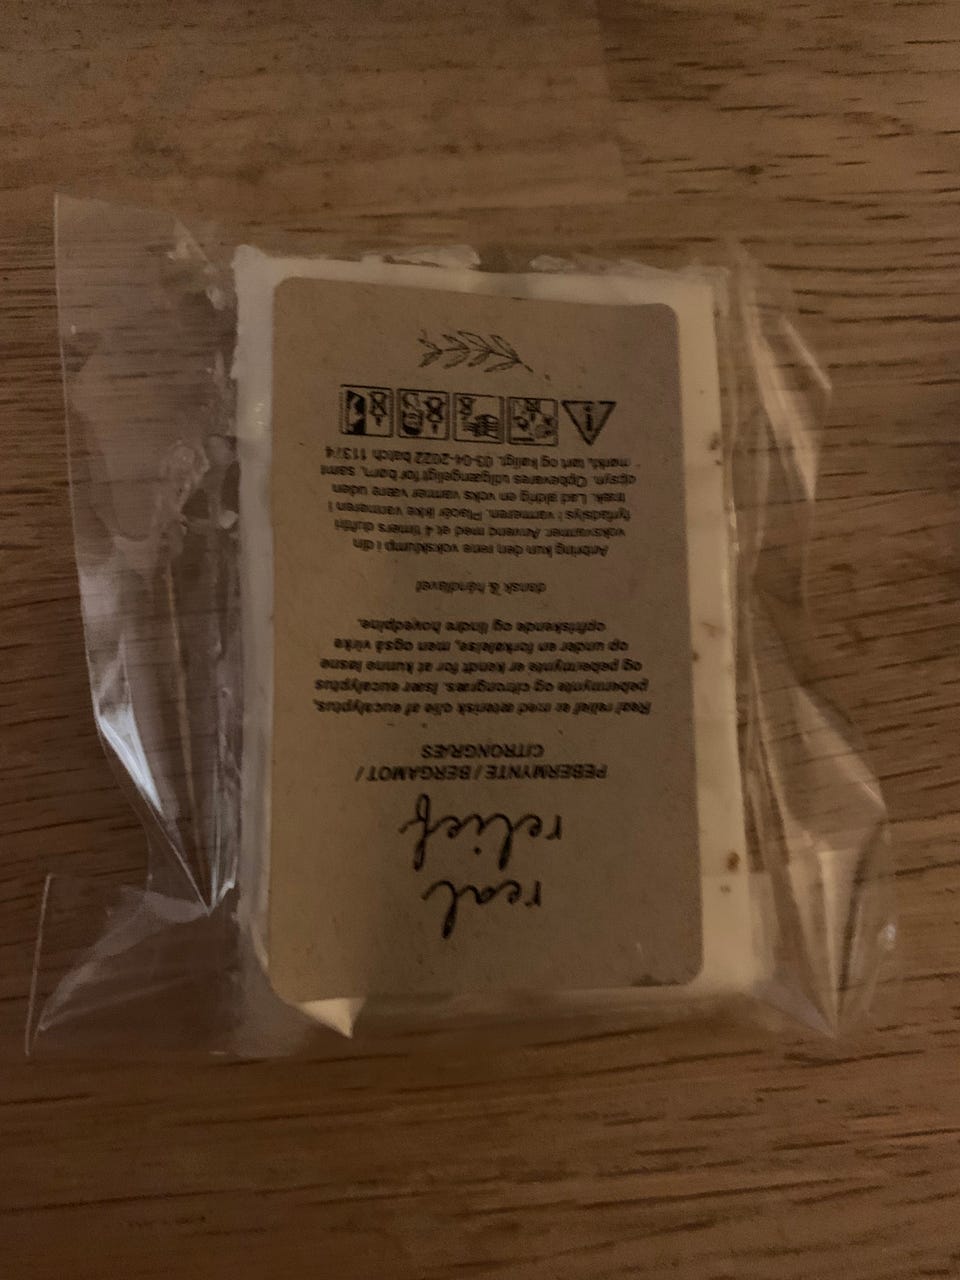 real
relief
PEBERMYNTE / BERGAMOT /
CITRONGRÆS
Real relief er med æterisk olie af eucalyptus,
pebermynte og citrongræs. Især eucalyptus
og pebermynte er kendt for at kunne løsne
op under en forkølelse, men også virke
opfriskende og lindre hovedpine.
dansk & håndlavet
Anbring kun den rene voksklump i din
voksvarmer. Anvend med et 4 timers duftfri
fyrfadslys i varmeren. Placér ikke varmeren i
træk. Lad aldrig en voks varmer være uden
opsyn. Opbevares utilgængeligt for børn, samt
mørkt, tørt og køligt. 03-04-2022 batch 11374